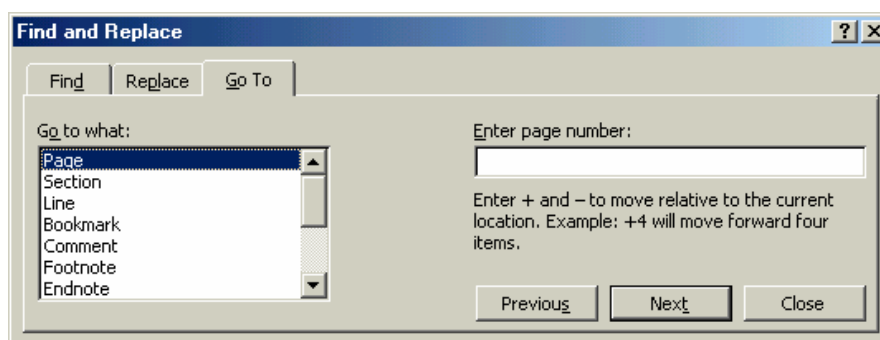 Find and Replace
Find Replace Go To
Go to what:
Page
Section
Line
Bookmark
Comment
Footnote
Endnote
Enter page number:
Enter + and – to move relative to the current
location. Example: +4 will move forward four
items.
Previous Next Close